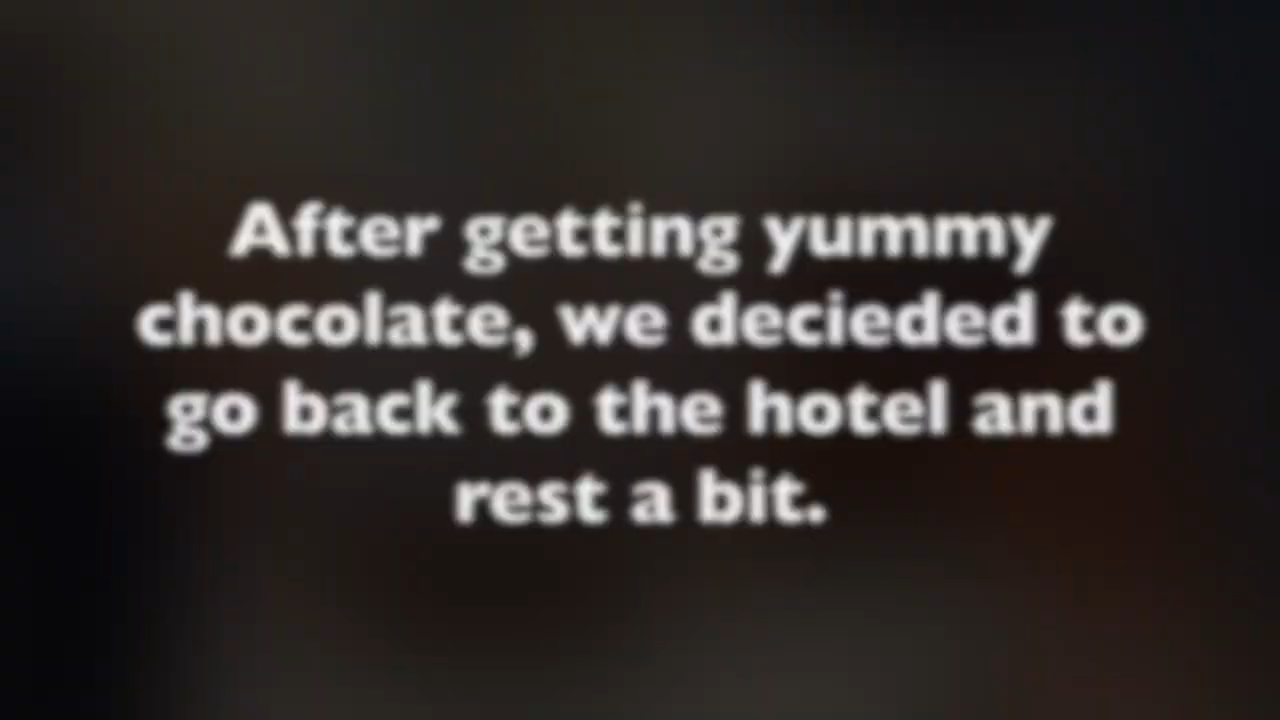 After getting yummy
chocolate, we decieded to
go back to the hotel and
rest a bit.